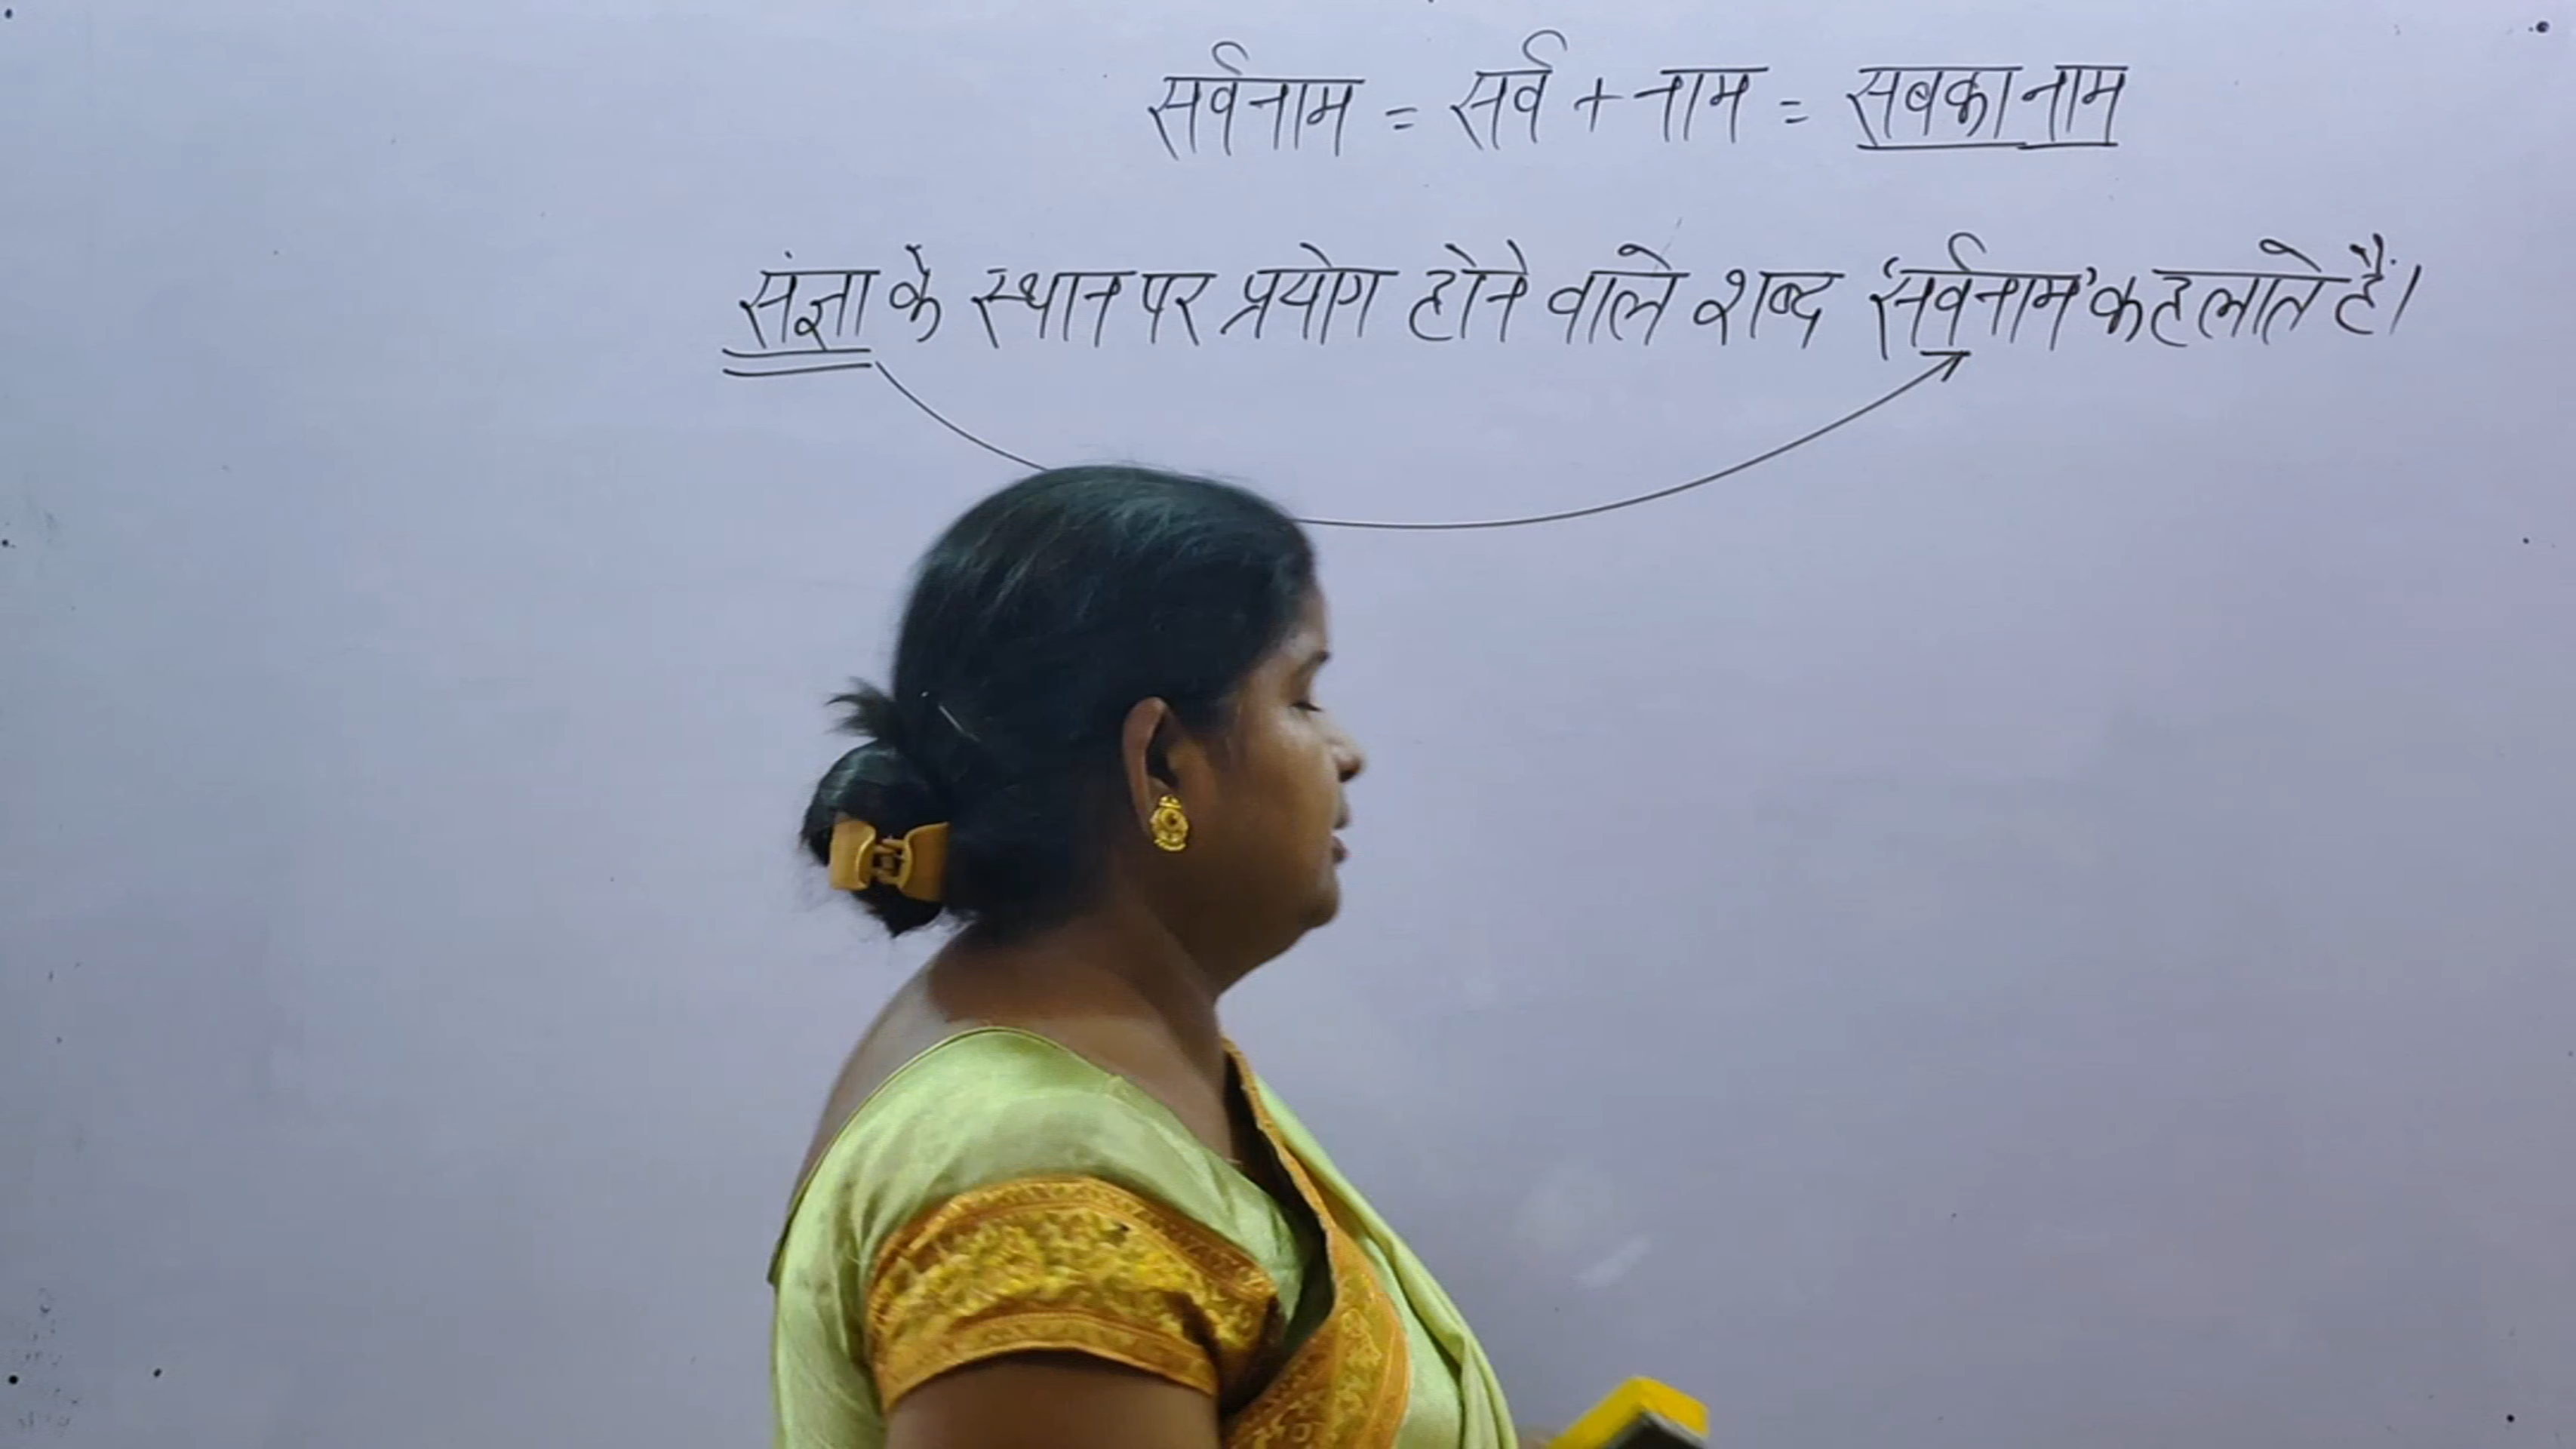 सर्वनाम = सर्व + नाम = सबका नाम
संज्ञा के स्थान पर प्रयोग होने वाले शब्द 'सर्वनाम' कहलाते हैं।